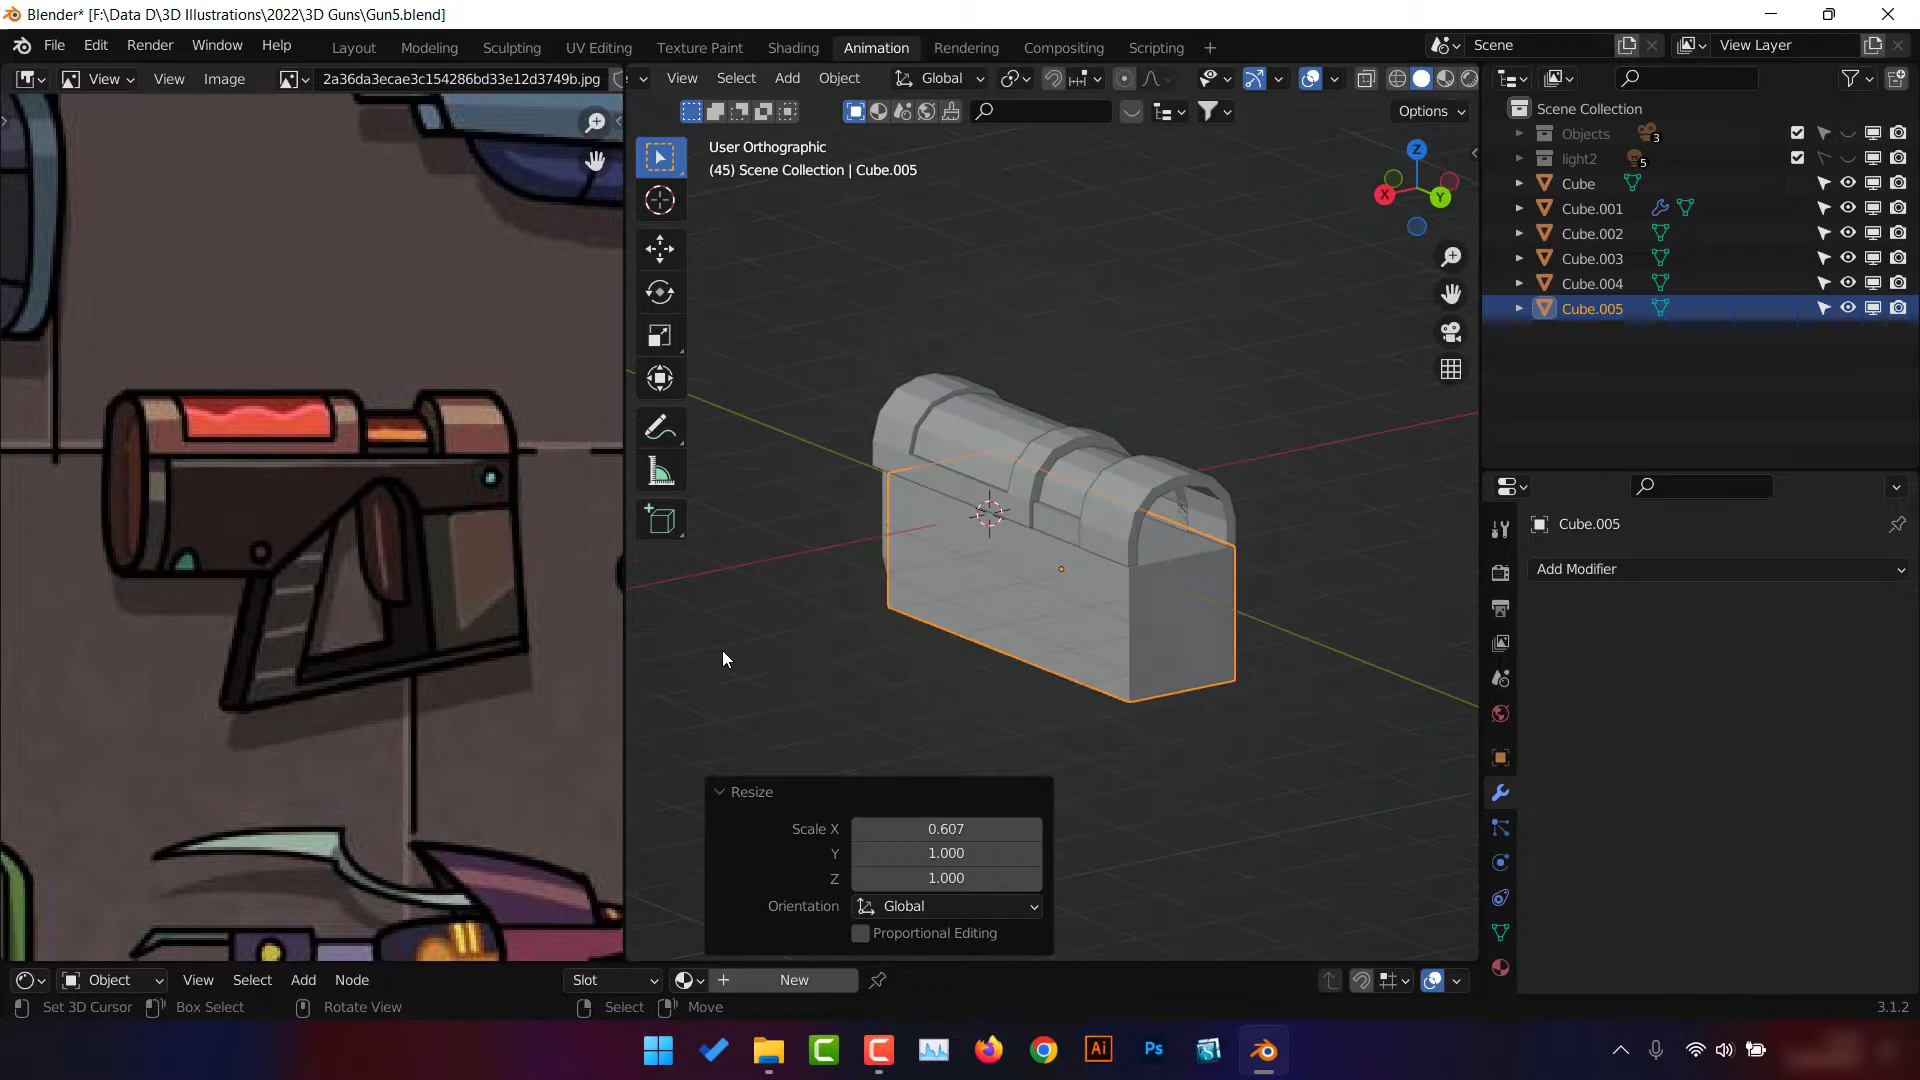 Blender* [F:\Data D\3D Illustrations\2022\3D Guns\Gun5.blend]
File Edit Render Window Help
Layout Modeling Sculpting UV Editing Texture Paint Shading Animation Rendering Compositing Scripting +
Scene View Layer
View View Image 2a36da3ecae3c154286bd33e12d3749b.jpg
View Select Add Object Global
Options
User Orthographic
(45) Scene Collection | Cube.005
Z
X
Y
Scene Collection
Objects 3
light2 5
Cube
Cube.001
Cube.002
Cube.003
Cube.004
Cube.005
Cube.005
Add Modifier
Resize
Scale X 0.607
Y 1.000
Z 1.000
Orientation Global
Proportional Editing
Object View Select Add Node Slot New
Set 3D Cursor Box Select Rotate View Select Move 3.1.2
C C Ai Ps